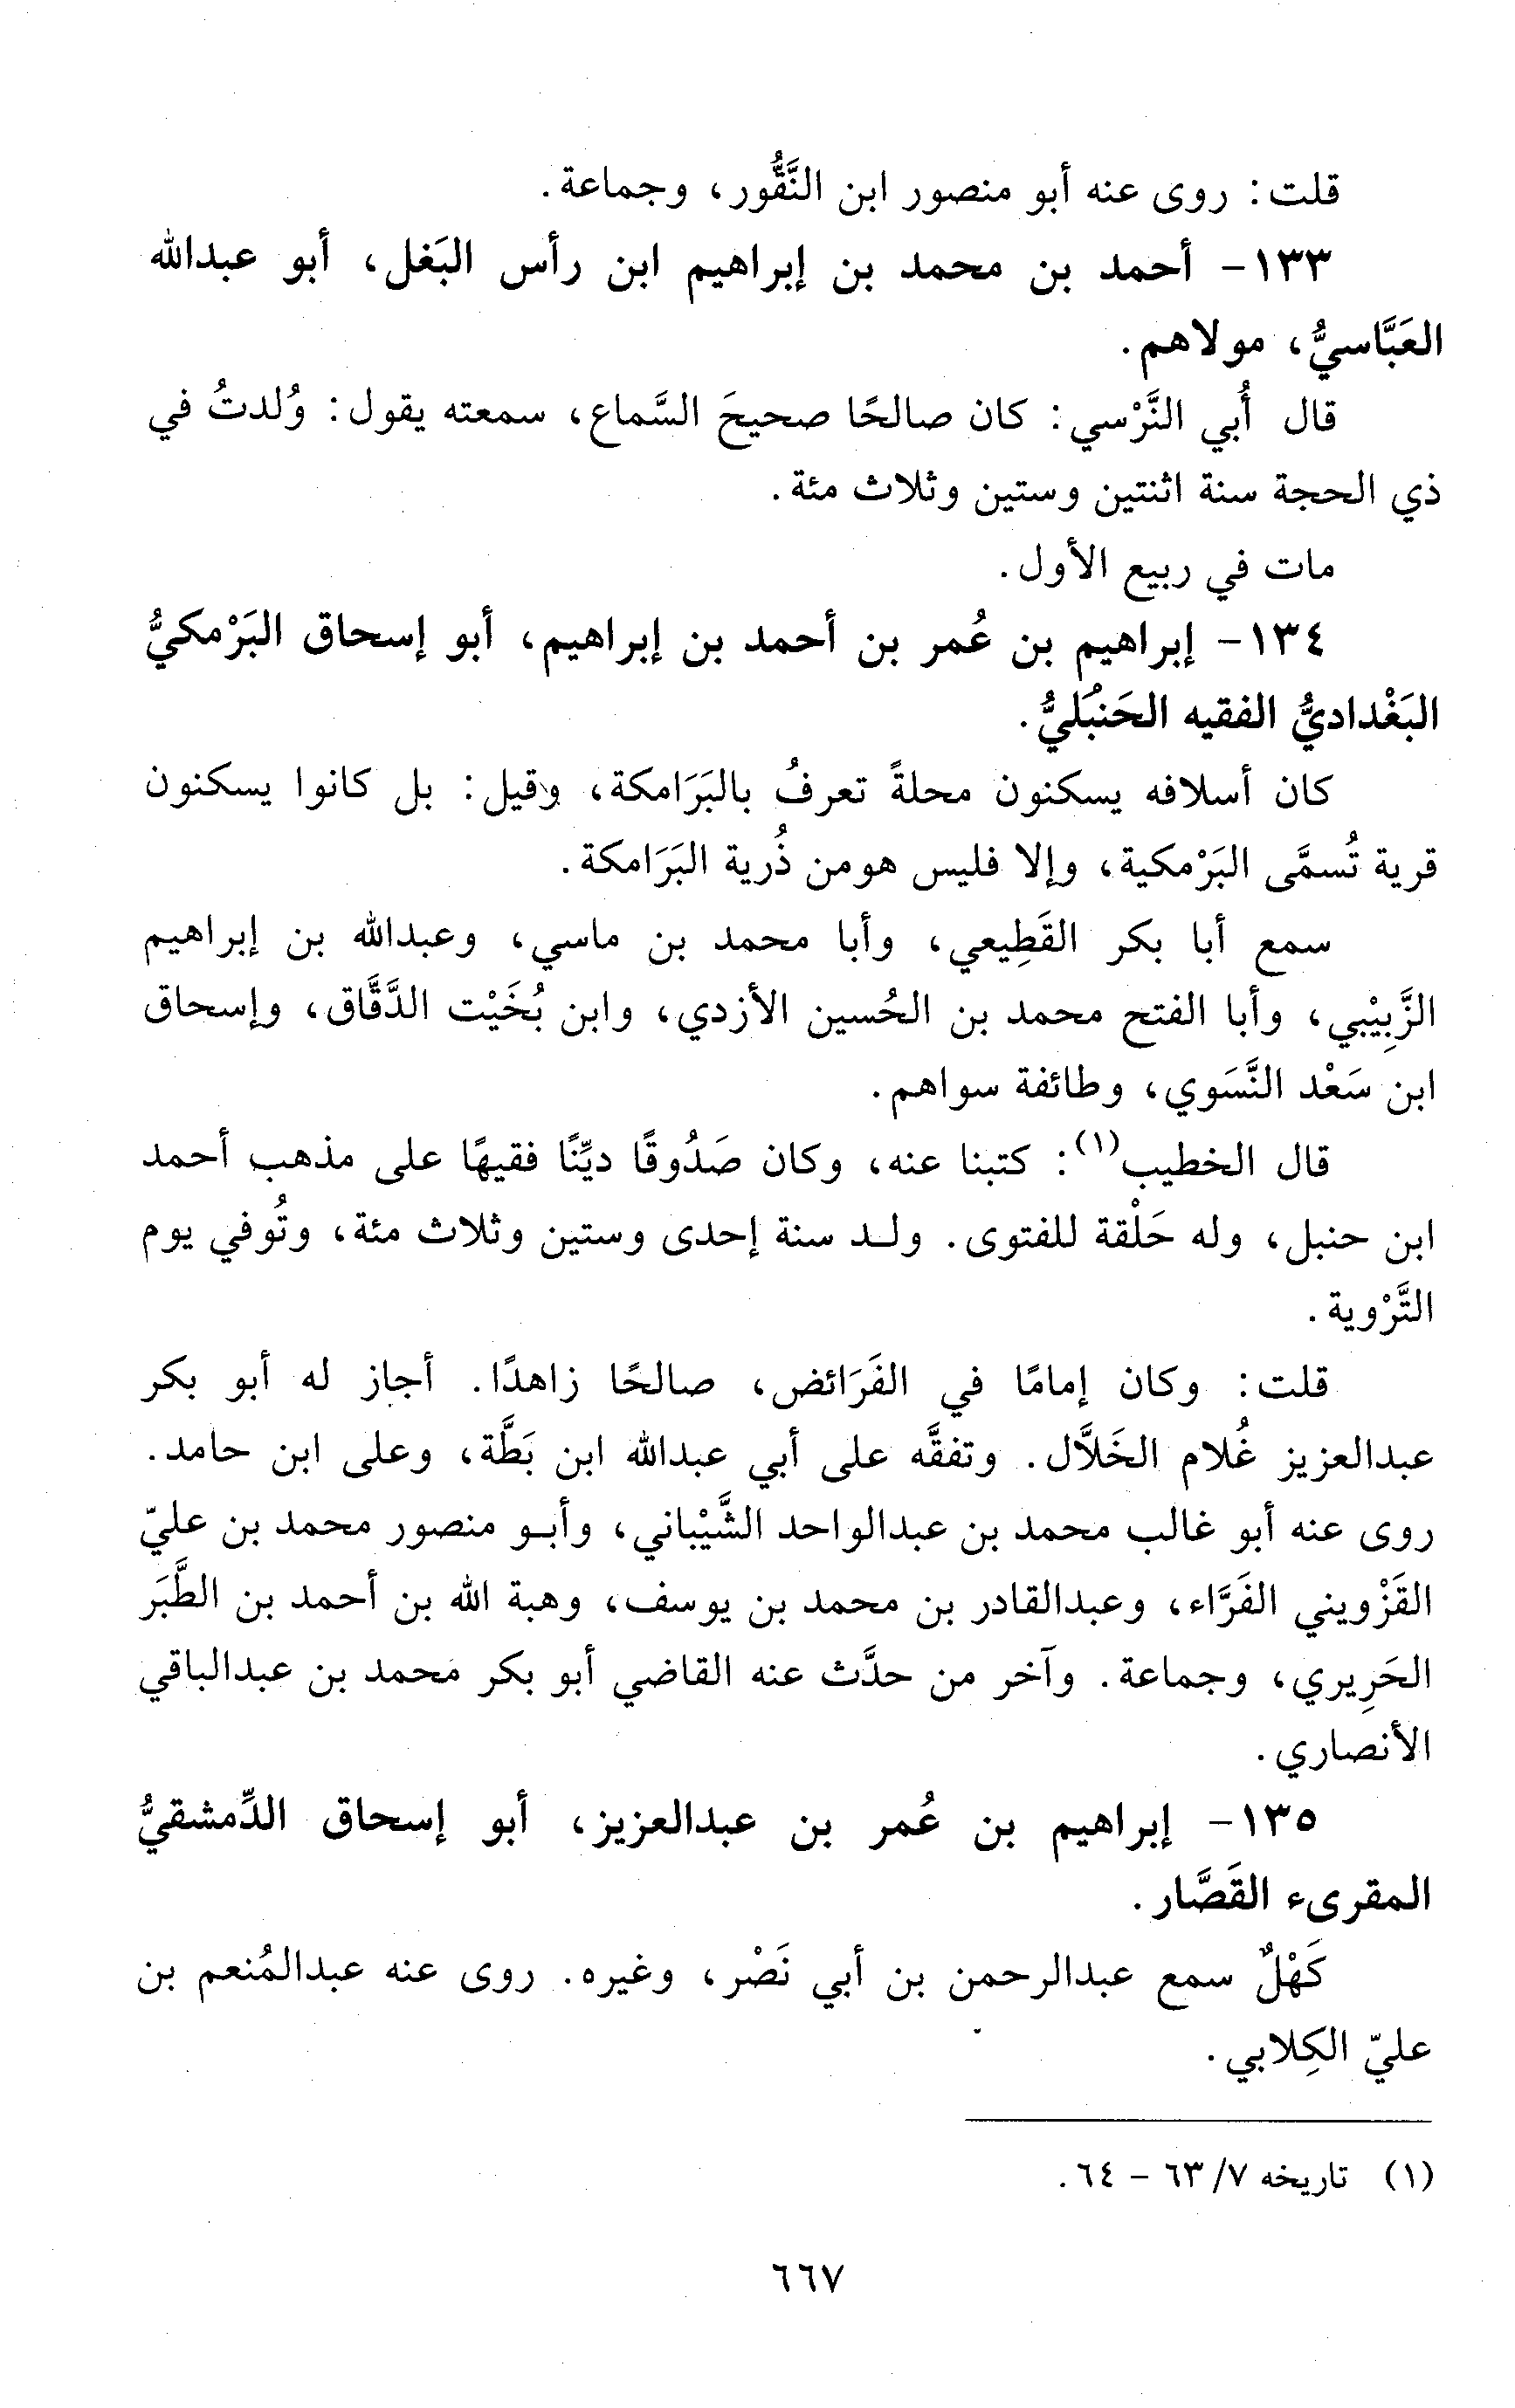 قلت: روى عنه أبو منصور ابن النَّقُّور، وجماعة.
١٣٣- أحمد بن محمد بن إبراهيم ابن رأس البَغل، أبو عبدالله
العَبَّاسيُّ، مولاهم.
قال أُبي النَّرْسي: كان صالحًا صحيحَ السَّماع، سمعته يقول: وُلدتُ في
ذي الحجة سنة اثنتين وستين وثلاث مئة.
مات في ربيع الأول.
١٣٤- إبراهيم بن عُمر بن أحمد بن إبراهيم، أبو إسحاق البَرْمكيُّ
البَغْداديُّ الفقيه الحَنبَليُّ.
كان أسلافه يسكنون محلةً تعرفُ بالبَرَامكة، وقيل: بل كانوا يسكنون
قرية تُسمَّى البَرْمكية، وإلا فليس هومن ذُرية البَرَامكة.
سمع أبا بكر القَطِيعي، وأبا محمد بن ماسي، وعبدالله بن إبراهيم
الزَّبِيْبي، وأبا الفتح محمد بن الحُسين الأزدي، وابن بُخَيْت الدَّقَّاق، وإسحاق
ابن سَعْد النَّسَوي، وطائفة سواهم.
قال الخطيب(١): كتبنا عنه، وكان صَدُوقًا ديِّنًا فقيهًا على مذهب أحمد
ابن حنبل، وله حَلْقة للفتوى. ولد سنة إحدى وستين وثلاث مئة، وتُوفي يوم
التَّرْوية.
قلت: وكان إمامًا في الفَرَائض، صالحًا زاهدًا. أجاز له أبو بكر
عبدالعزيز غُلام الخَلاَّل. وتفقَّه على أبي عبدالله ابن بَطَّة، وعلى ابن حامد.
روى عنه أبو غالب محمد بن عبدالواحد الشَّيْباني، وأبو منصور محمد بن عليّ
القَزْويني الفَرَّاء، وعبدالقادر بن محمد بن يوسف، وهبة الله بن أحمد بن الطَّبَر
الحَرِيري، وجماعة. وآخر من حدَّث عنه القاضي أبو بكر محمد بن عبدالباقي
الأنصاري.
١٣٥- إبراهيم بن عُمر بن عبدالعزيز، أبو إسحاق الدِّمشقيُّ
المقرىء القَصَّار.
كَهْلٌ سمع عبدالرحمن بن أبي نَصْر، وغيره. روى عنه عبدالمُنعم بن
عليّ الكِلابي.
(١) تاريخه ٧/ ٦٣ - ٦٤.
٦٦٧